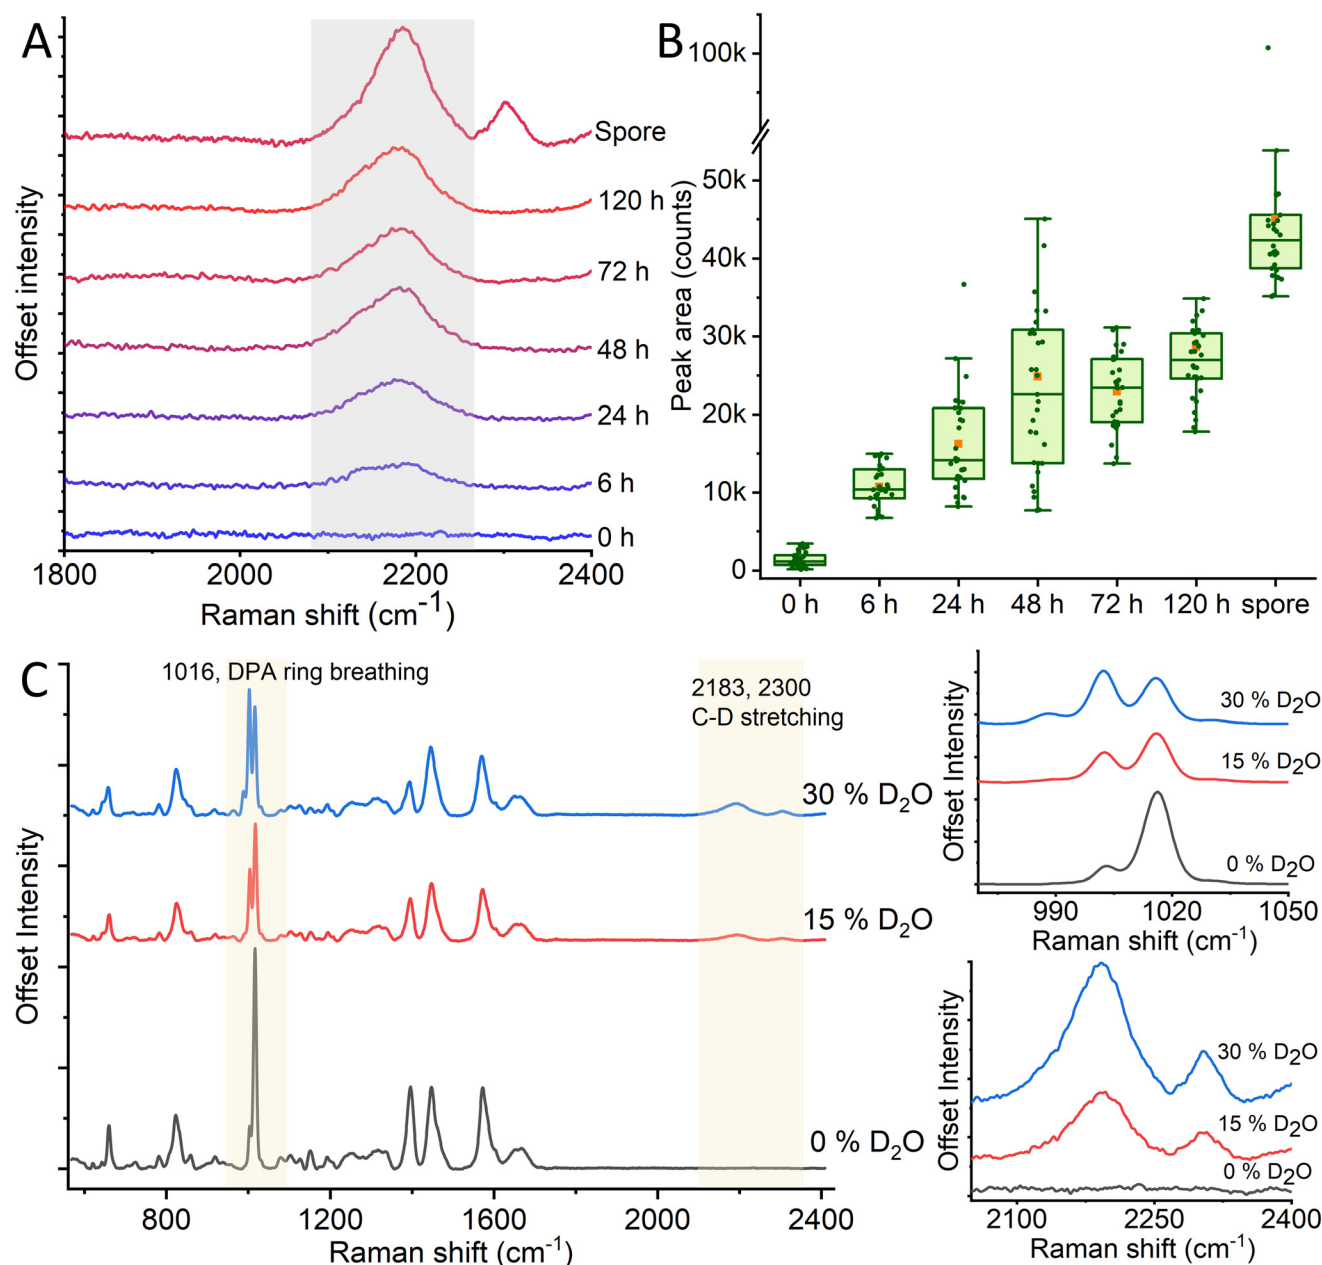 A
Offset intensity
Spore
120 h
72 h
48 h
24 h
6 h
0 h
1800
2000
2200
2400
Raman shift (cm⁻¹)
B
Peak area (counts)
100k
50k
40k
30k
20k
10k
0
0 h
6 h
24 h
48 h
72 h
120 h
spore
C
Offset Intensity
1016, DPA ring breathing
2183, 2300
C-D stretching
30 % D₂O
15 % D₂O
0 % D₂O
800
1200
1600
2000
2400
Raman shift (cm⁻¹)
Offset Intensity
30 % D₂O
15 % D₂O
0 % D₂O
990
1020
1050
Raman shift (cm⁻¹)
Offset Intensity
30 % D₂O
15 % D₂O
0 % D₂O
2100
2250
2400
Raman shift (cm⁻¹)